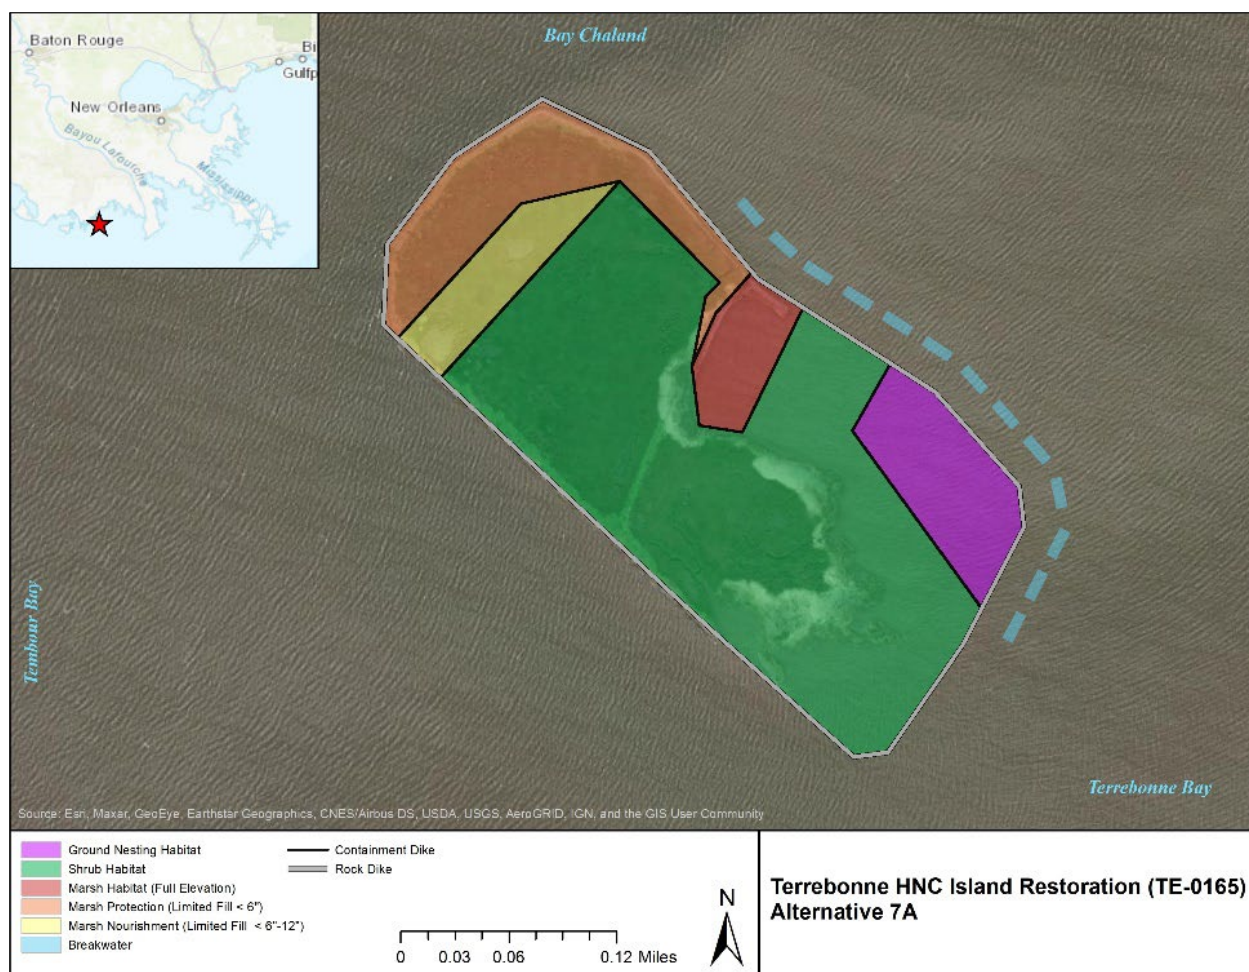 Bay Chaland
Baton Rouge
Bi
Gulfp
New Orleans
Bayou Lafourche
Mississippi
Tembour Bay
Terrebonne Bay
Source: Esri, Maxar, GeoEye, Earthstar Geographics, CNES/Airbus DS, USDA, USGS, AeroGRID, IGN, and the GIS User Community
Ground Nesting Habitat
Shrub Habitat
Marsh Habitat (Full Elevation)
Marsh Protection (Limited Fill < 6")
Marsh Nourishment (Limited Fill < 6"-12")
Breakwater
Containment Dike
Rock Dike
0 0.03 0.06 0.12 Miles
N
Terrebonne HNC Island Restoration (TE-0165)
Alternative 7A